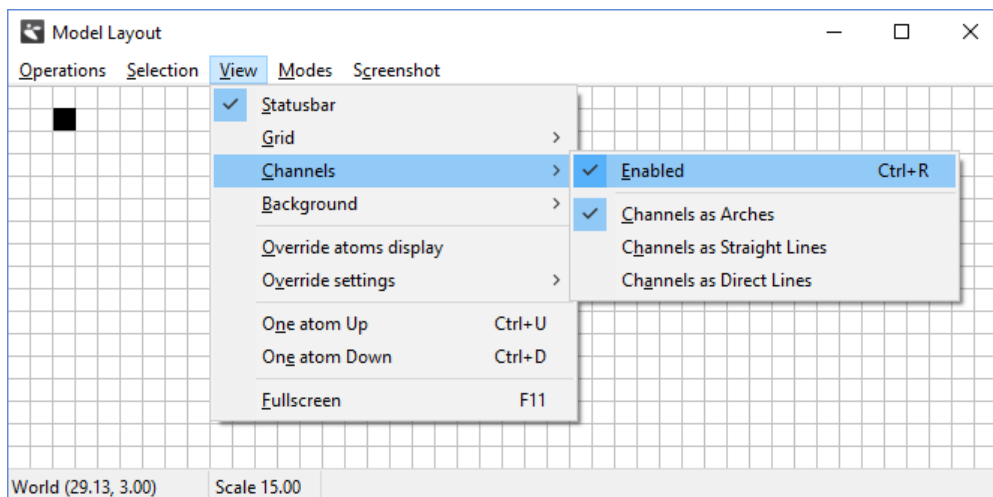 Model Layout
Operations Selection View Modes Screenshot
Statusbar
Grid
Channels
Background
Override atoms display
Override settings
One atom Up Ctrl+U
One atom Down Ctrl+D
Fullscreen F11
Enabled Ctrl+R
Channels as Arches
Channels as Straight Lines
Channels as Direct Lines
World (29.13, 3.00) Scale 15.00